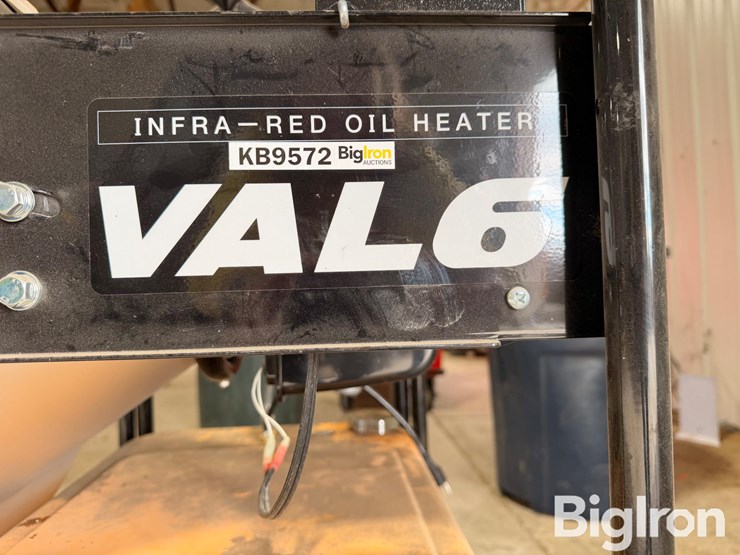 INFRA-RED OIL HEATER
KB9572 BigIron
AUCTIONS
VAL6
BigIron